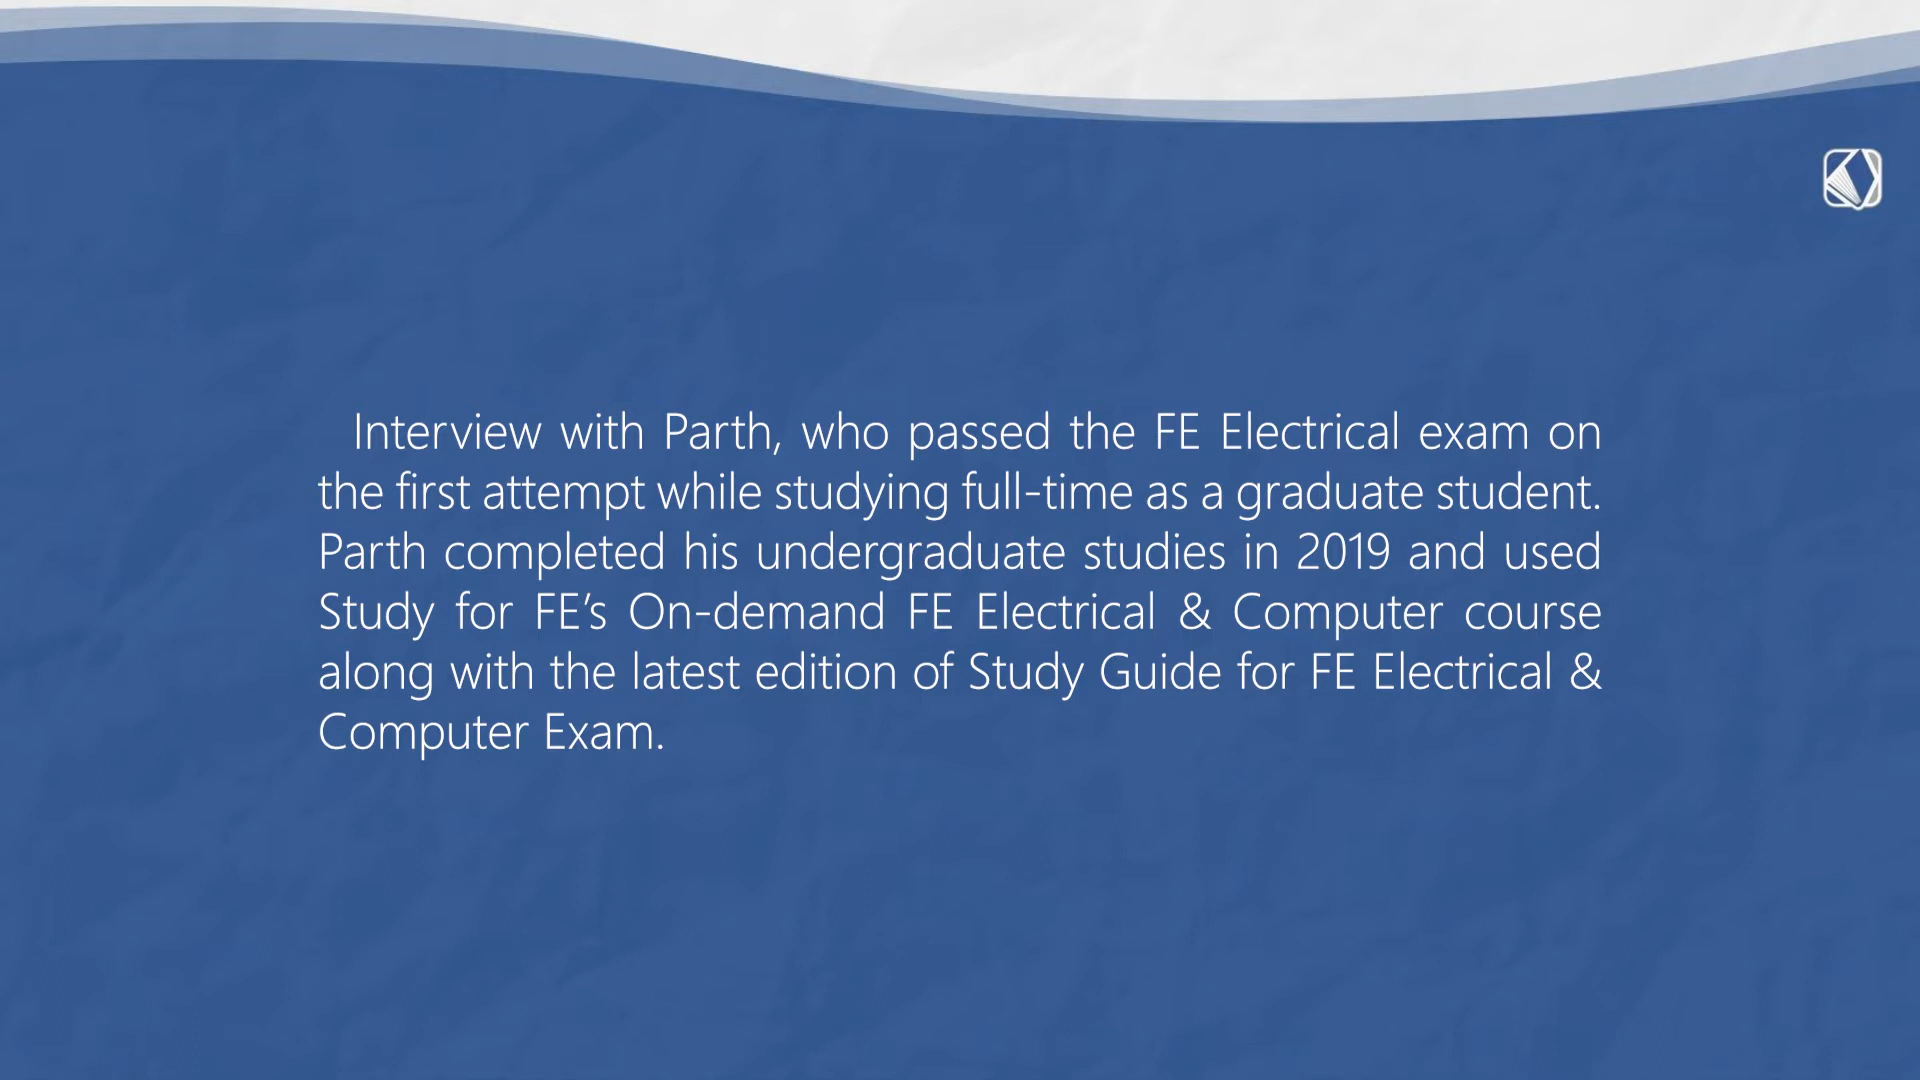 Interview with Parth, who passed the FE Electrical exam on
the first attempt while studying full-time as a graduate student.
Parth completed his undergraduate studies in 2019 and used
Study for FE’s On-demand FE Electrical & Computer course
along with the latest edition of Study Guide for FE Electrical &
Computer Exam.